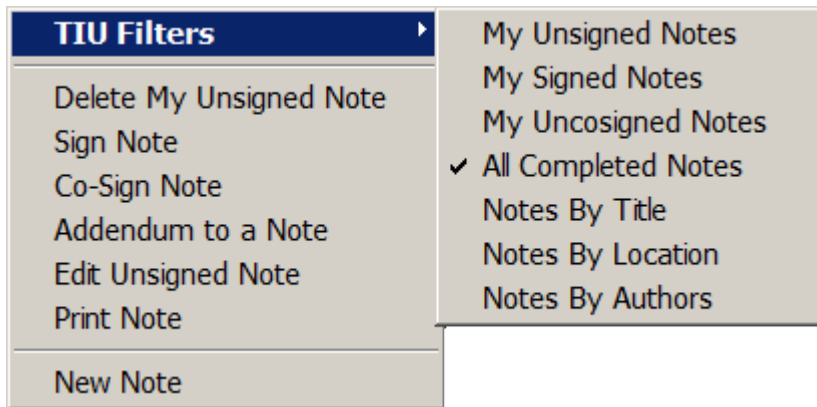 TIU Filters
Delete My Unsigned Note
Sign Note
Co-Sign Note
Addendum to a Note
Edit Unsigned Note
Print Note
New Note
My Unsigned Notes
My Signed Notes
My Uncosigned Notes
All Completed Notes
Notes By Title
Notes By Location
Notes By Authors